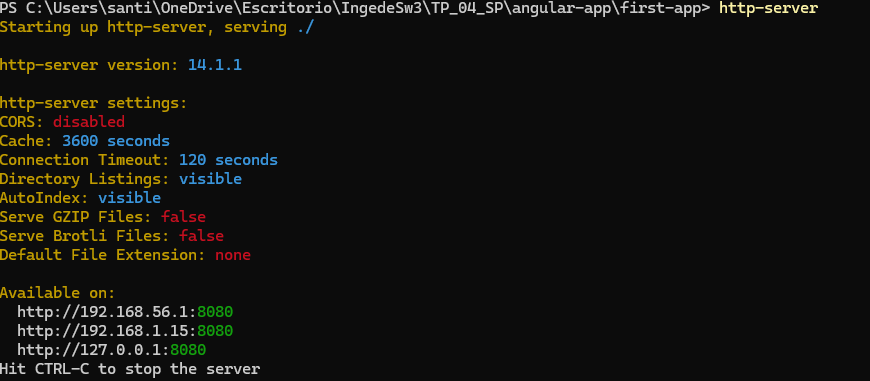 PS C:\Users\santi\OneDrive\Escritorio\IngedeSw3\TP_04_SP\angular-app\first-app> http-server
Starting up http-server, serving ./
http-server version: 14.1.1
http-server settings:
CORS: disabled
Cache: 3600 seconds
Connection Timeout: 120 seconds
Directory Listings: visible
AutoIndex: visible
Serve GZIP Files: false
Serve Brotli Files: false
Default File Extension: none
Available on:
http://192.168.56.1:8080
http://192.168.1.15:8080
http://127.0.0.1:8080
Hit CTRL-C to stop the server